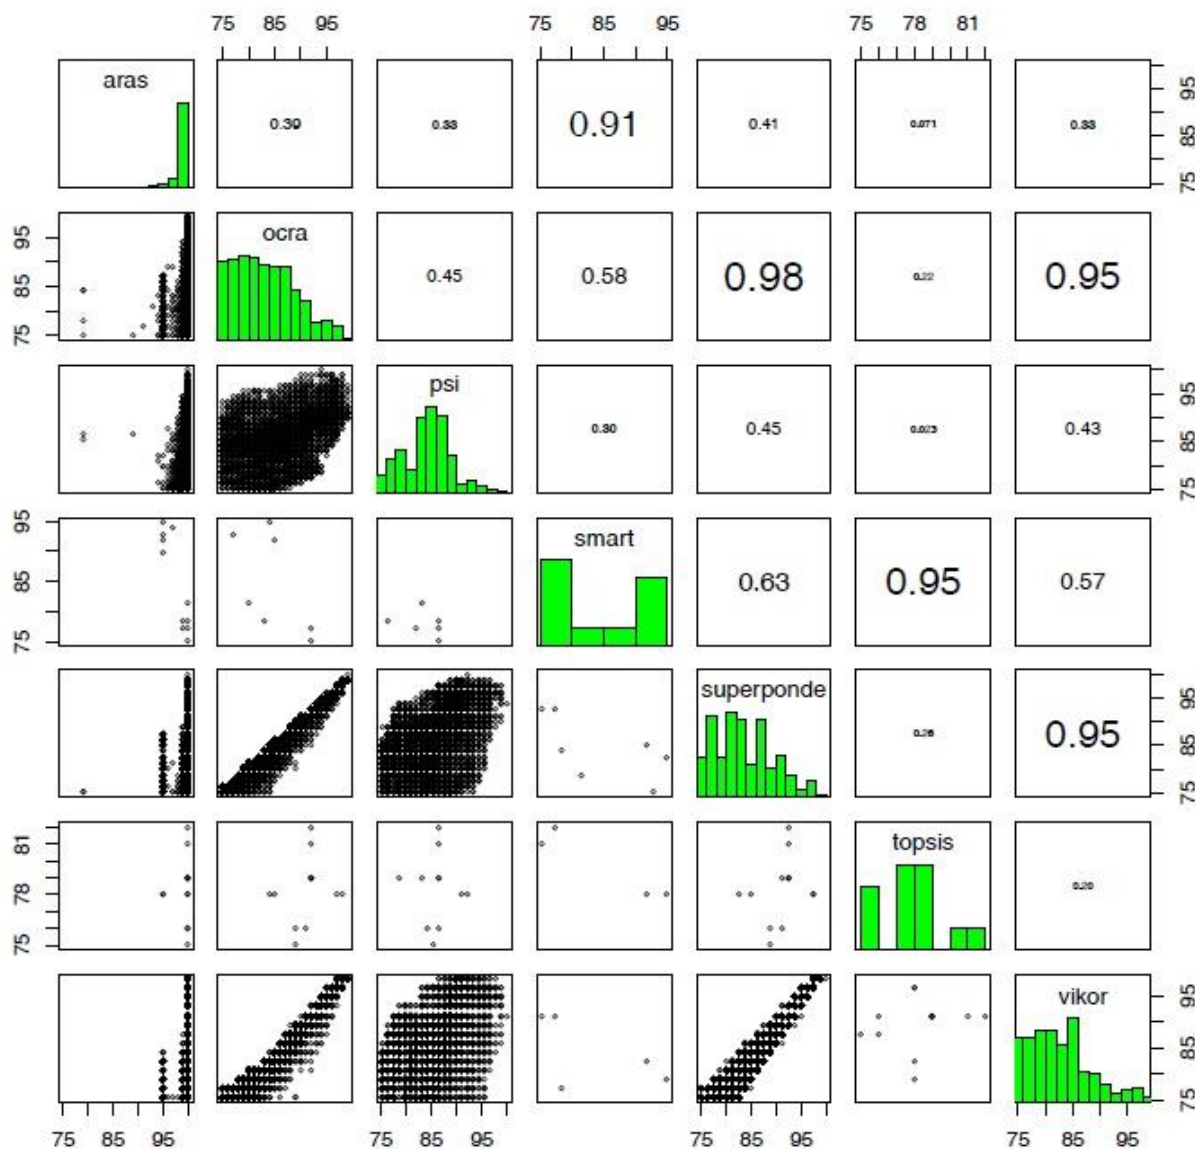 75 85 95 75 85 95 75 78 81
aras 0.39 0.33 0.91 0.41 0.071 0.33 75 85 95
75 85 95 ocra 0.45 0.58 0.98 0.22 0.95
psi 0.30 0.45 0.023 0.43 75 85 95
75 85 95 smart 0.63 0.95 0.57
superponde 0.26 0.95 75 85 95
75 78 81 topsis 0.20
vikor 75 85 95
75 85 95 75 85 95 75 85 95 75 85 95